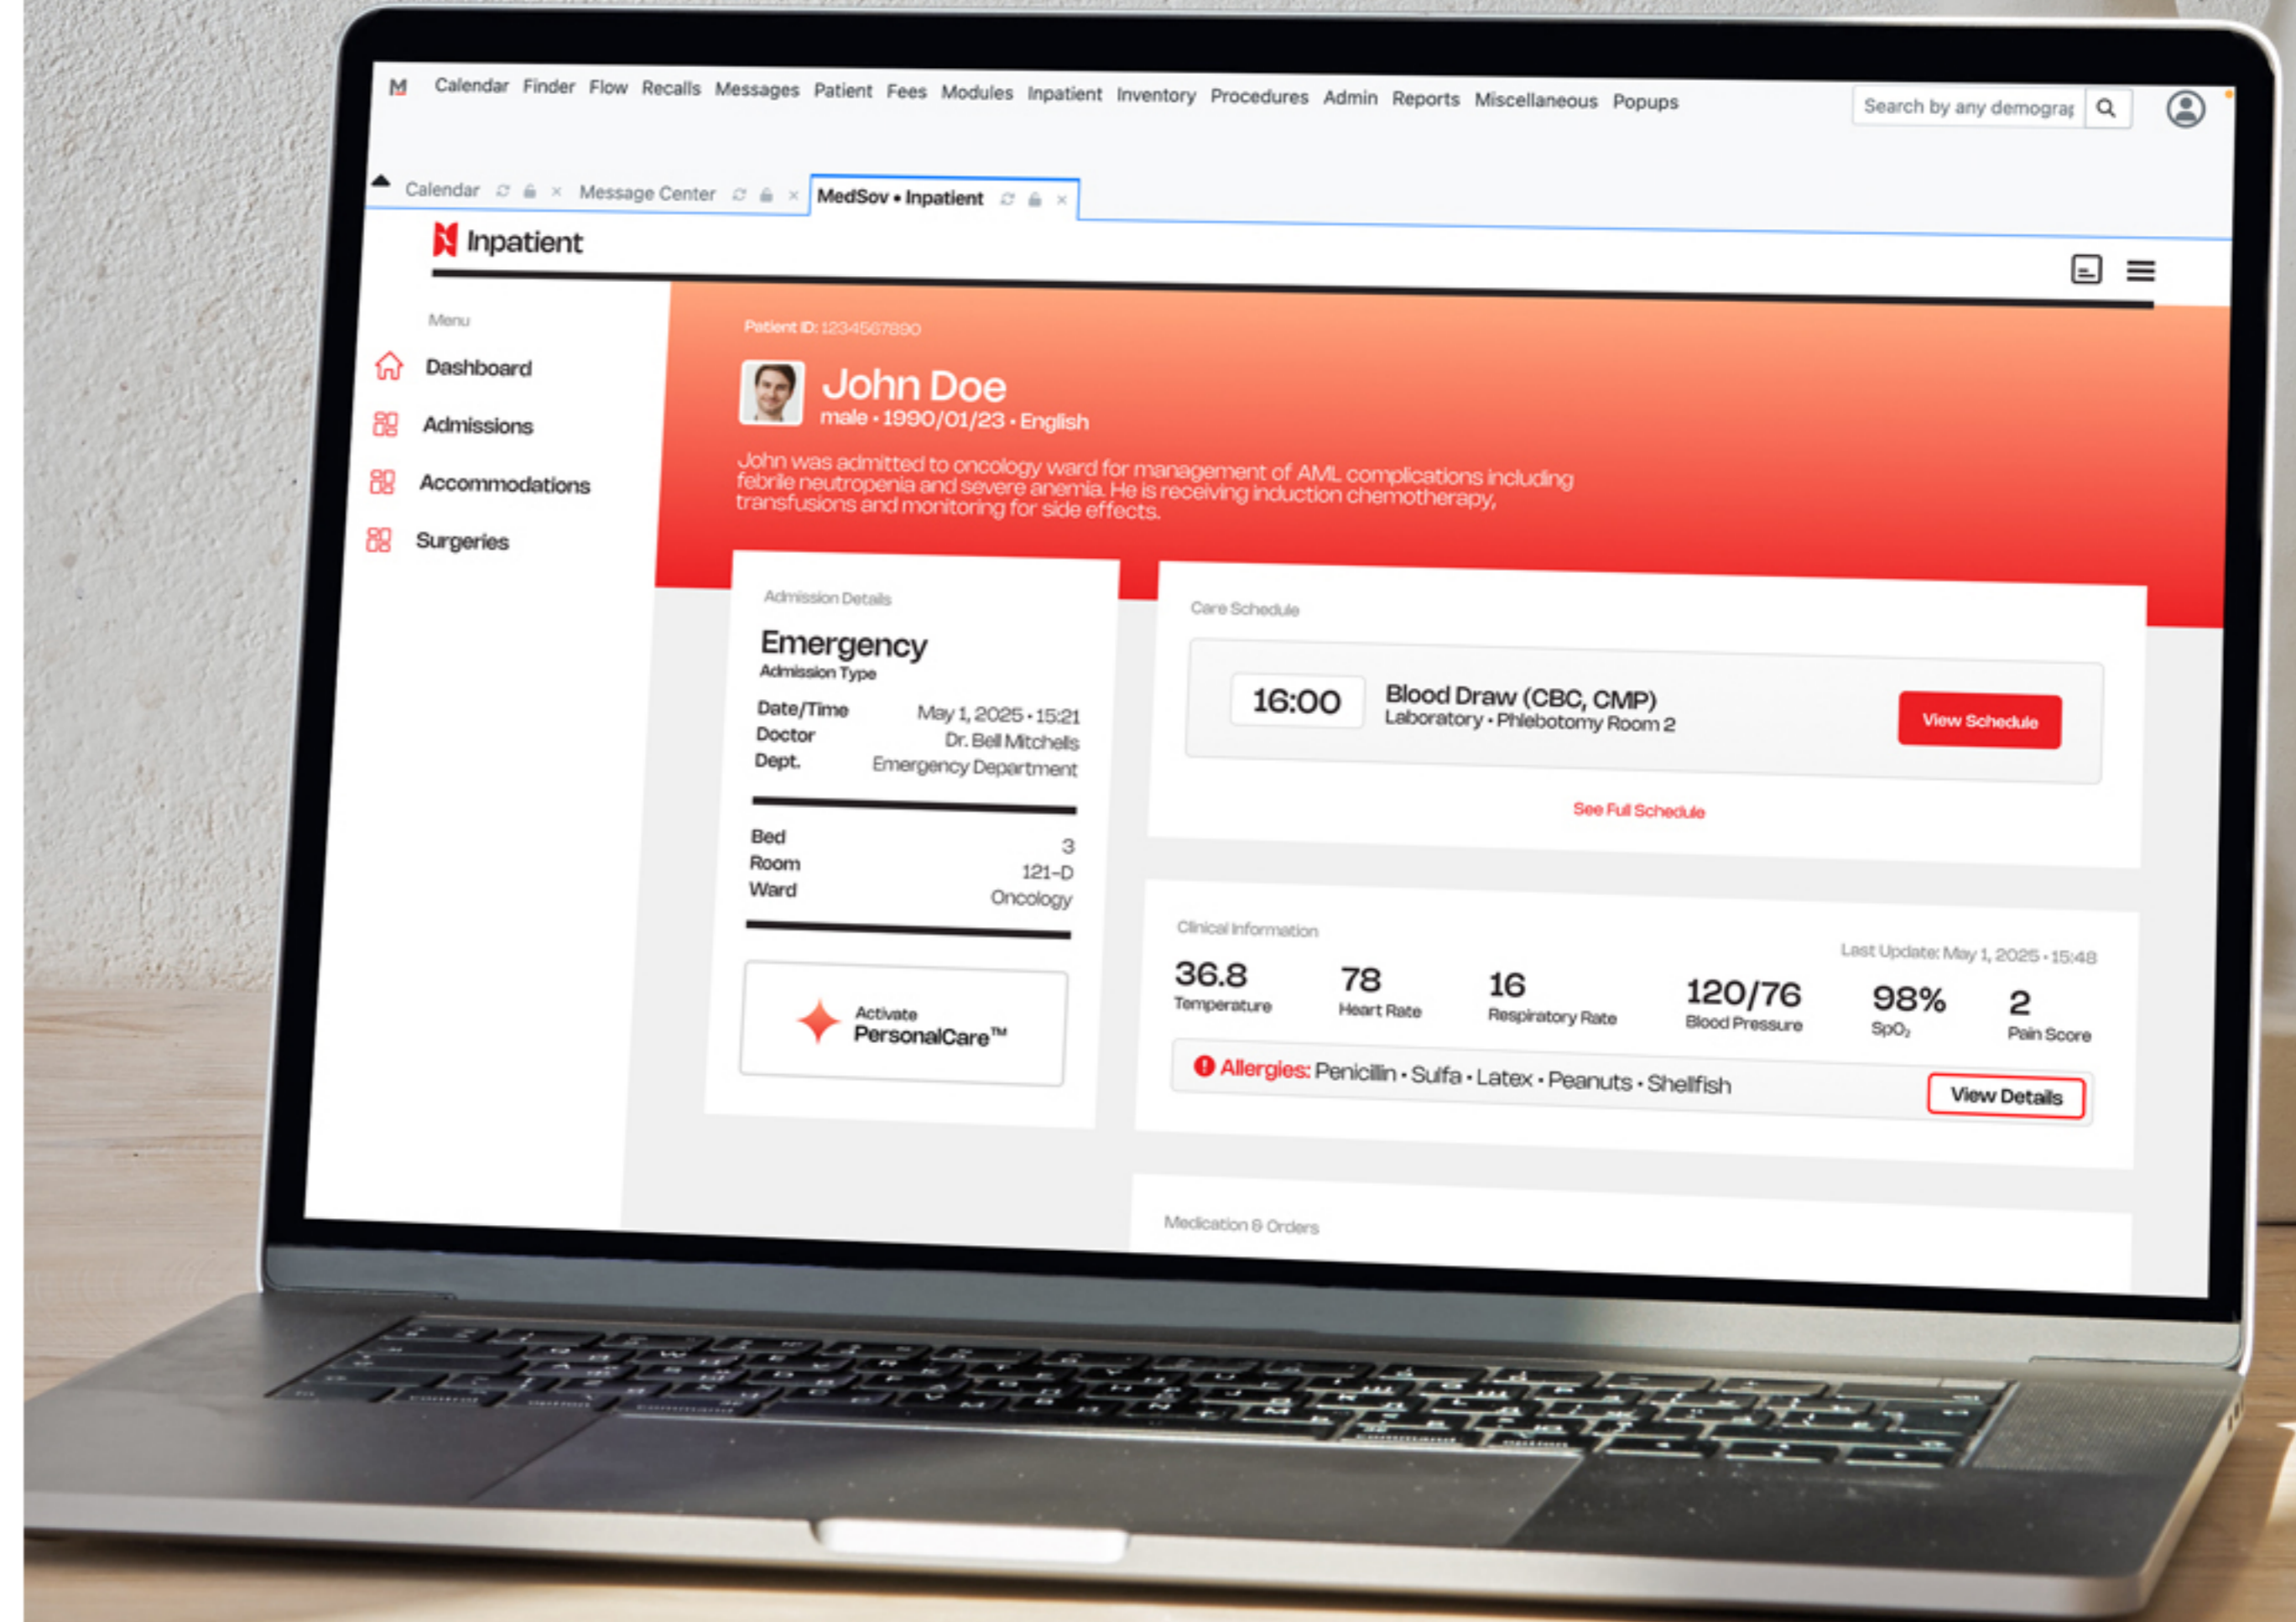 M Calendar Finder Flow Recalls Messages Patient Fees Modules Inpatient Inventory Procedures Admin Reports Miscellaneous Popups
Search by any demograp
Calendar Message Center MedSov • Inpatient
Inpatient
Menu
Dashboard
Admissions
Accommodations
Surgeries
Patient ID: 1234567890
John Doe
male • 1990/01/23 • English
John was admitted to oncology ward for management of AML complications including
febrile neutropenia and severe anemia. He is receiving induction chemotherapy,
transfusions and monitoring for side effects.
Admission Details
Emergency
Admission Type
Date/Time May 1, 2025 • 15:21
Doctor Dr. Bell Mitchells
Dept. Emergency Department
Bed 3
Room 121-D
Ward Oncology
Activate
PersonalCare™
Care Schedule
16:00
Blood Draw (CBC, CMP)
Laboratory • Phlebotomy Room 2
View Schedule
See Full Schedule
Clinical Information
Last Update: May 1, 2025 • 15:48
36.8 78 16 120/76 98% 2
Temperature Heart Rate Respiratory Rate Blood Pressure SpO₂ Pain Score
Allergies: Penicillin • Sulfa • Latex • Peanuts • Shellfish
View Details
Medication & Orders
control option command command option